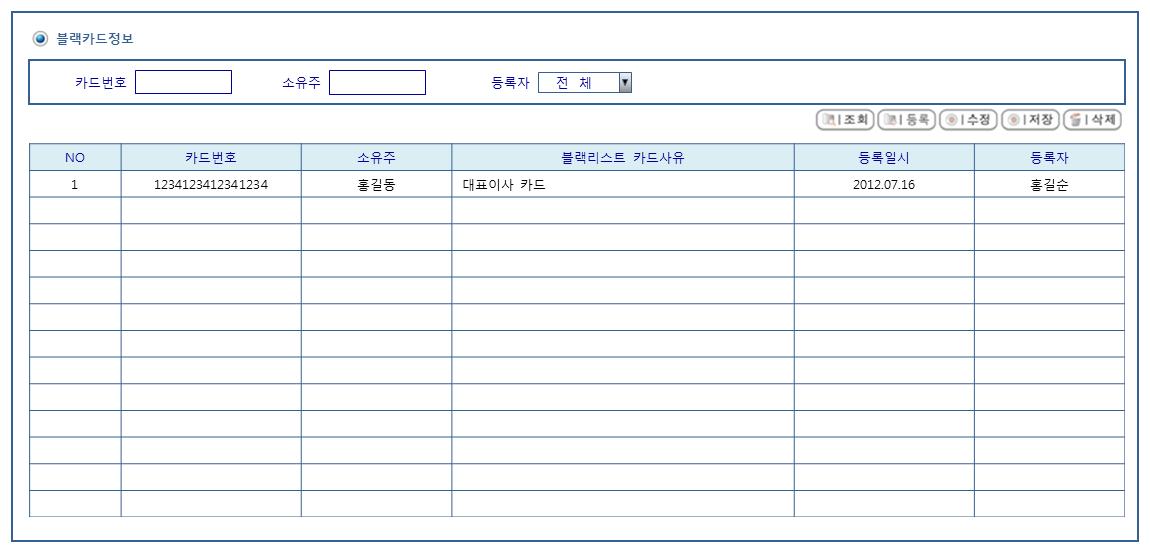 블랙카드정보
카드번호 소유주 등록자 전 체
조회 등록 수정 저장 삭제
NO 카드번호 소유주 블랙리스트 카드사유 등록일시 등록자
1 1234123412341234 홍길동 대표이사 카드 2012.07.16 홍길순